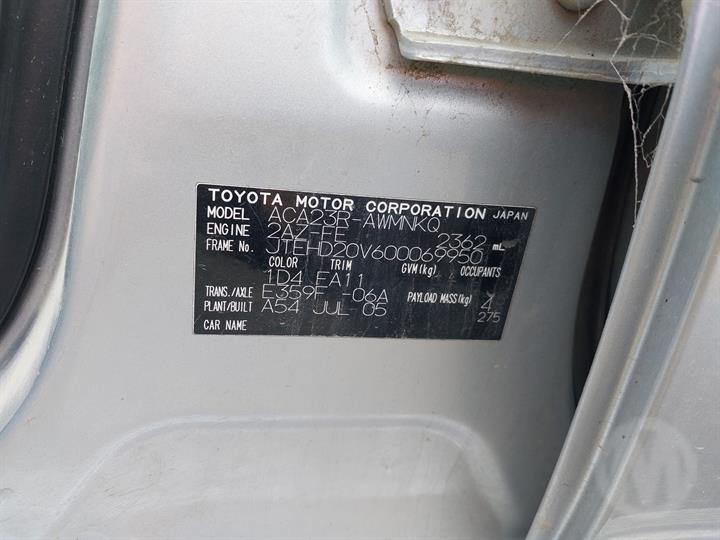 TOYOTA MOTOR CORPORATION JAPAN
MODEL ACA23R-AWMNKQ
ENGINE 2AZ-FE 2362 mL
FRAME No. JTEHD20V600069950
COLOR TRIM GVM(kg) OCCUPANTS
1D4 FA11 4
TRANS./AXLE E359F -06A PAYLOAD MASS(kg)
PLANT/BUILT A54 JUL 05 275
CAR NAME
M